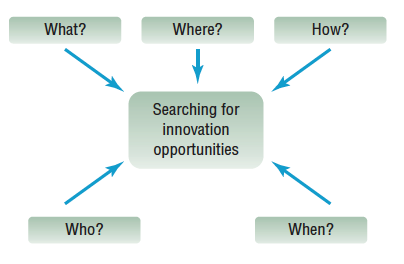 What?
Where?
How?
Searching for
innovation
opportunities
Who?
When?